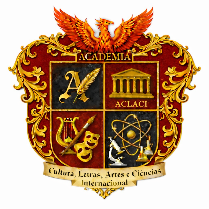 ACADEMIA
A
ACLACI
Cultura, Letras, Artes e Ciências
Internacional